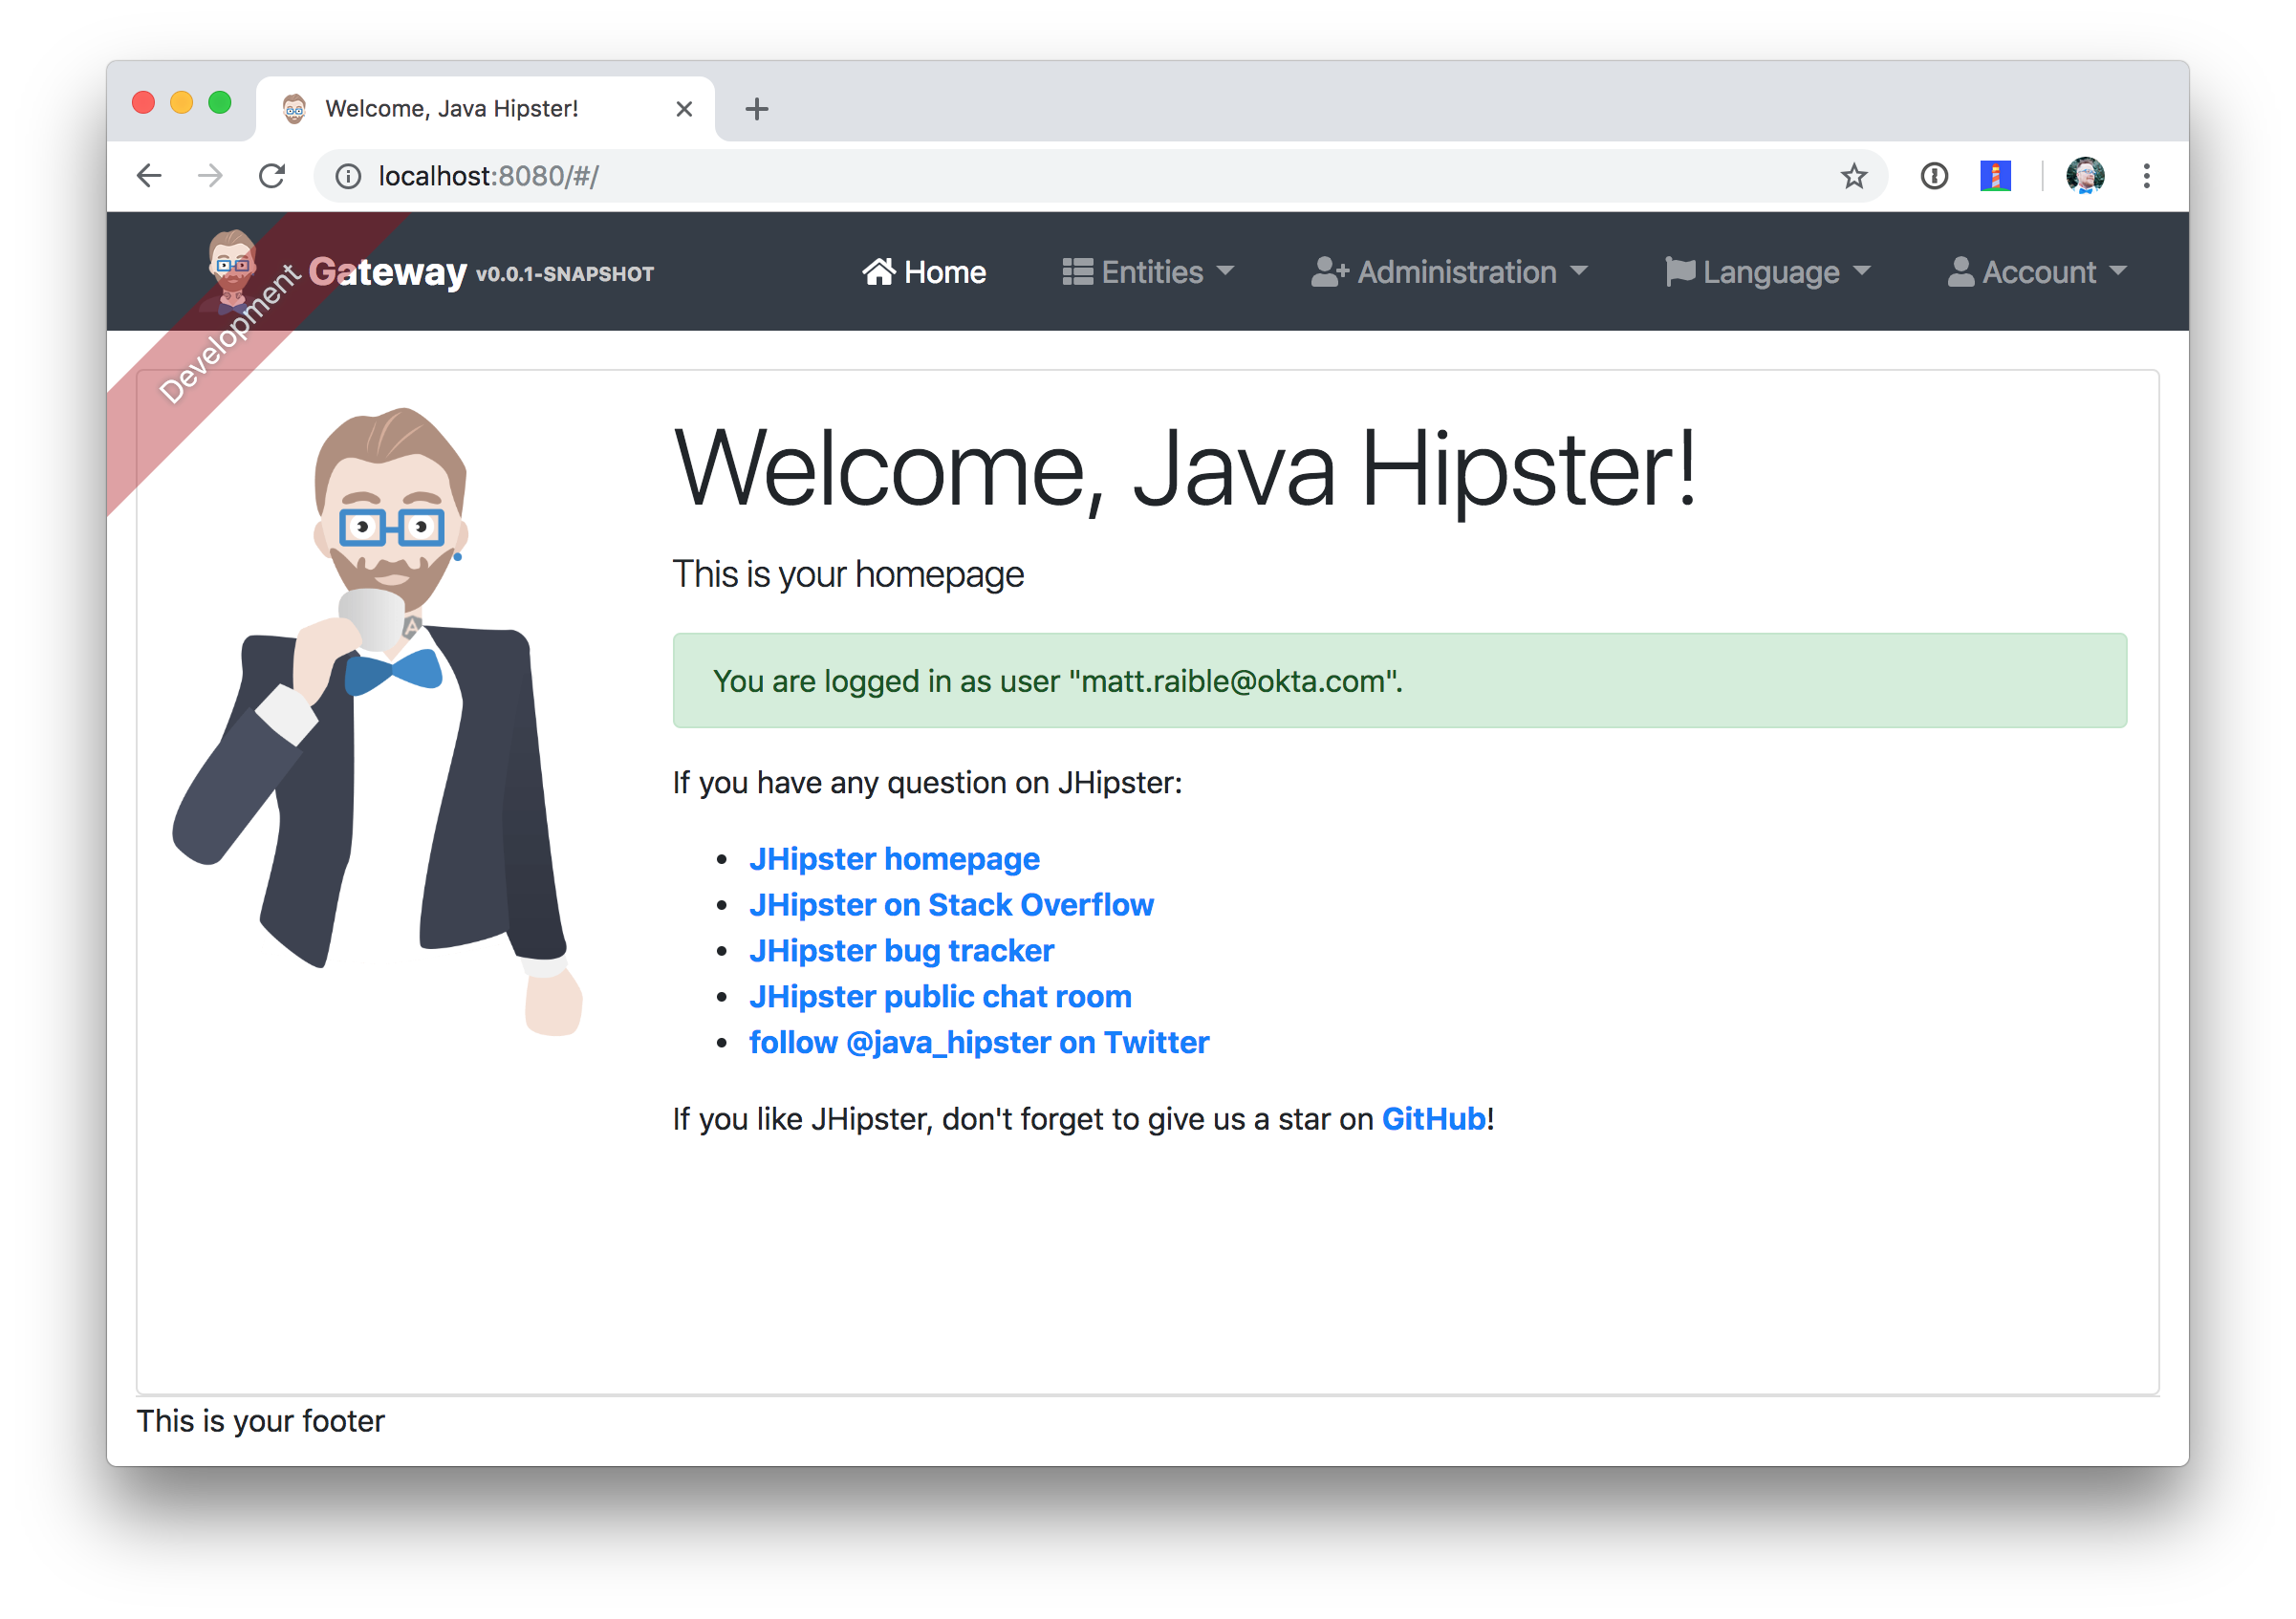 Welcome, Java Hipster!
localhost:8080/#/
Development
Gateway v0.0.1-SNAPSHOT
Home
Entities
Administration
Language
Account
A
Welcome, Java Hipster!
This is your homepage
You are logged in as user "matt.raible@okta.com".
If you have any question on JHipster:
JHipster homepage
JHipster on Stack Overflow
JHipster bug tracker
JHipster public chat room
follow @java_hipster on Twitter
If you like JHipster, don't forget to give us a star on GitHub!
This is your footer